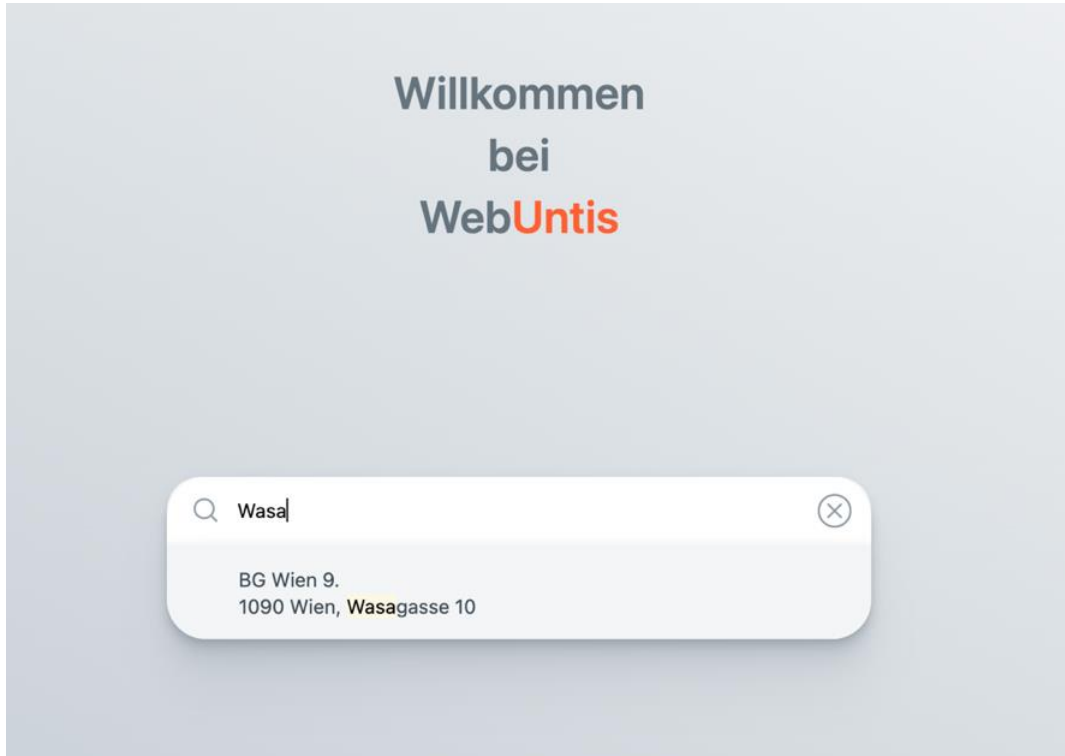 Willkommen
bei
WebUntis
Wasa
BG Wien 9.
1090 Wien, Wasagasse 10